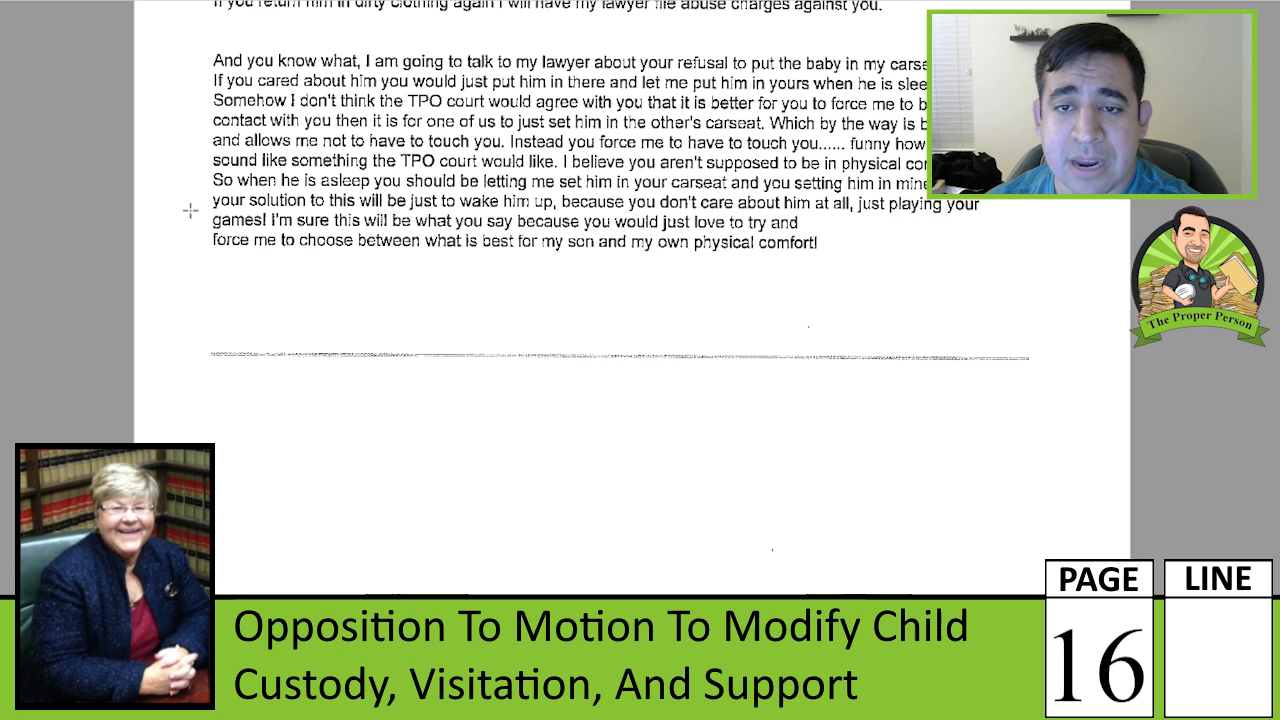 If you return him in dirty clothing again I will have my lawyer file abuse charges against you.
And you know what, I am going to talk to my lawyer about your refusal to put the baby in my carse
If you cared about him you would just put him in there and let me put him in yours when he is slee
Somehow I don't think the TPO court would agree with you that it is better for you to force me to b
contact with you then it is for one of us to just set him in the other's carseat. Which by the way is b
and allows me not to have to touch you. Instead you force me to have to touch you...... funny how
sound like something the TPO court would like. I believe you aren't supposed to be in physical con
So when he is asleep you should be letting me set him in your carseat and you setting him in mine
your solution to this will be just to wake him up, because you don't care about him at all, just playing your
games! I'm sure this will be what you say because you would just love to try and
force me to choose between what is best for my son and my own physical comfort!
The Proper Person
PAGE LINE
16
Opposition To Motion To Modify Child
Custody, Visitation, And Support